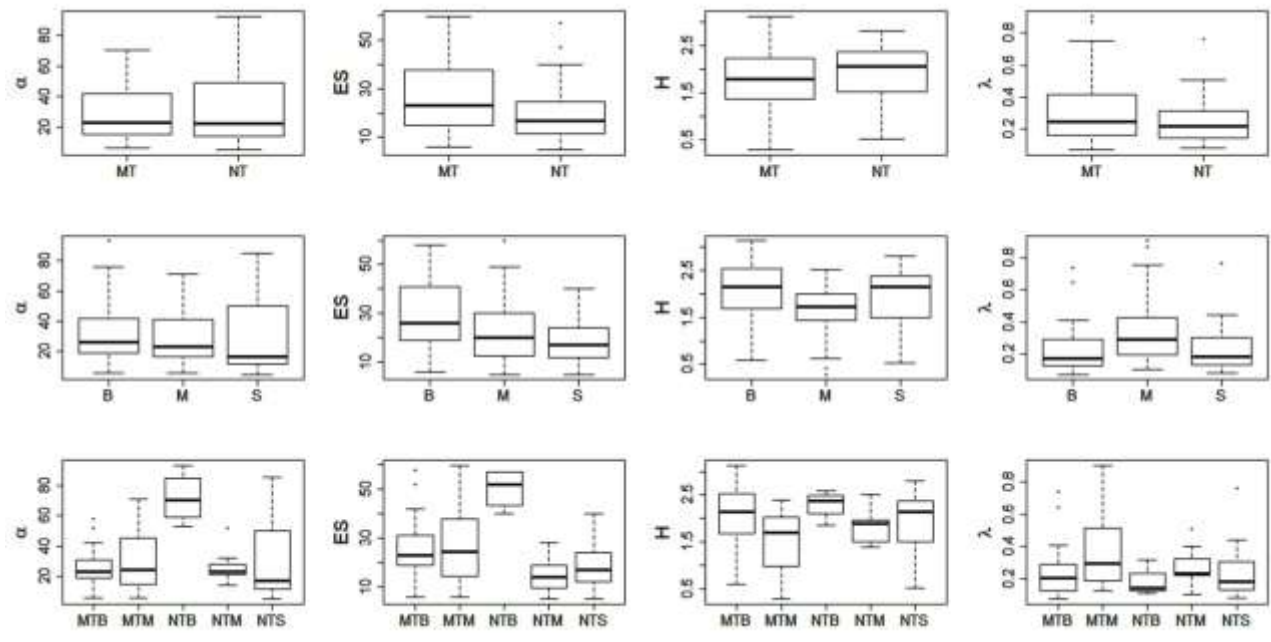 α 20 40 60 80 MT NT
ES 10 30 50 MT NT
H 0.5 1.5 2.5 MT NT
λ 0.2 0.4 0.6 0.8 MT NT
α 20 40 60 80 B M S
ES 10 30 50 B M S
H 0.5 1.5 2.5 B M S
λ 0.2 0.4 0.6 0.8 B M S
α 20 40 60 80 MTB MTM NTB NTM NTS
ES 10 30 50 MTB MTM NTB NTM NTS
H 0.5 1.5 2.5 MTB MTM NTB NTM NTS
λ 0.2 0.4 0.6 0.8 MTB MTM NTB NTM NTS